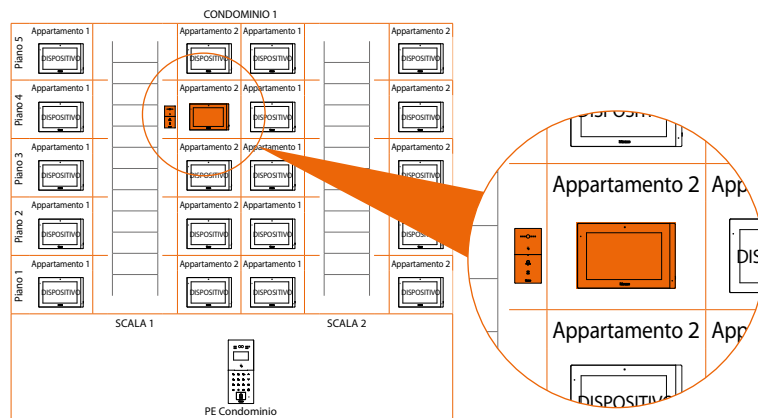 CONDOMINIO 1
Piano 5
Appartamento 1
Appartamento 2
Appartamento 1
Appartamento 2
DISPOSITIVO
DISPOSITIVO
DISPOSITIVO
DISPOSITIVO
Piano 4
Appartamento 1
Appartamento 2
Appartamento 1
Appartamento 2
DISPOSITIVO
DISPOSITIVO
DISPOSITIVO
Piano 3
Appartamento 1
Appartamento 2
Appartamento 1
Appartamento 2
DISPOSITIVO
DISPOSITIVO
DISPOSITIVO
DISPOSITIVO
Piano 2
Appartamento 1
Appartamento 2
Appartamento 1
Appartamento 2
DISPOSITIVO
DISPOSITIVO
DISPOSITIVO
DISPOSITIVO
Piano 1
Appartamento 1
Appartamento 2
Appartamento 1
Appartamento 2
DISPOSITIVO
DISPOSITIVO
DISPOSITIVO
DISPOSITIVO
SCALA 1
SCALA 2
PE Condominio
DISPOSITIVO
Appartamento 2
App
DIS
Appartamento 2
App
DISPOSITIVO